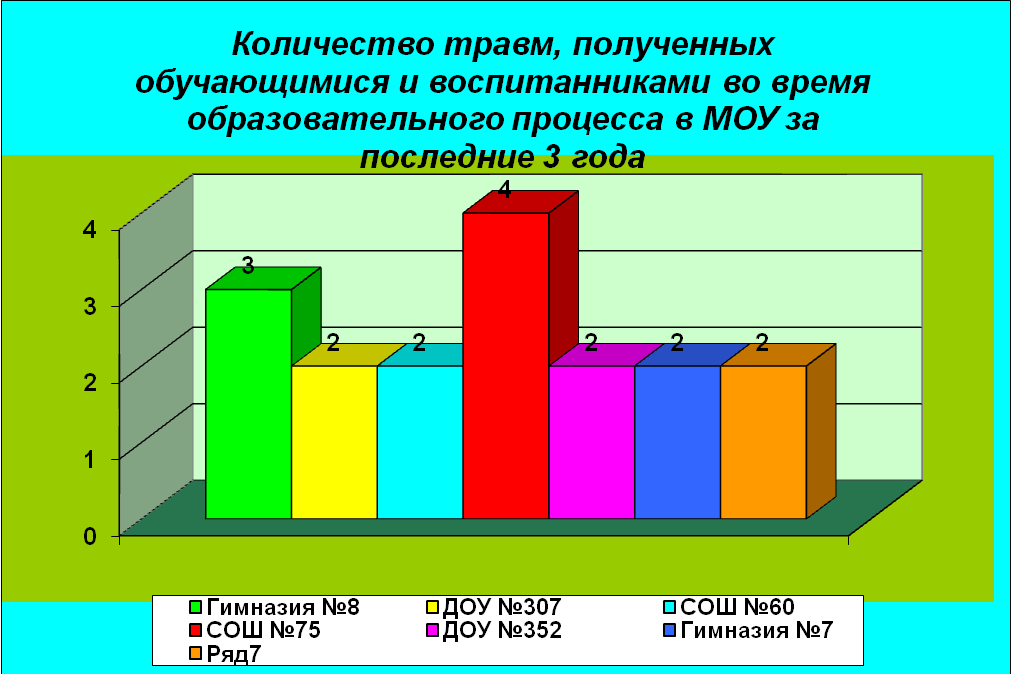 Количество травм, полученных
обучающимися и воспитанниками во время
образовательного процесса в МОУ за
последние 3 года
4
3
2
1
0
3
2
2
4
2
2
2
Гимназия №8
ДОУ №307
СОШ №60
СОШ №75
ДОУ №352
Гимназия №7
Ряд7